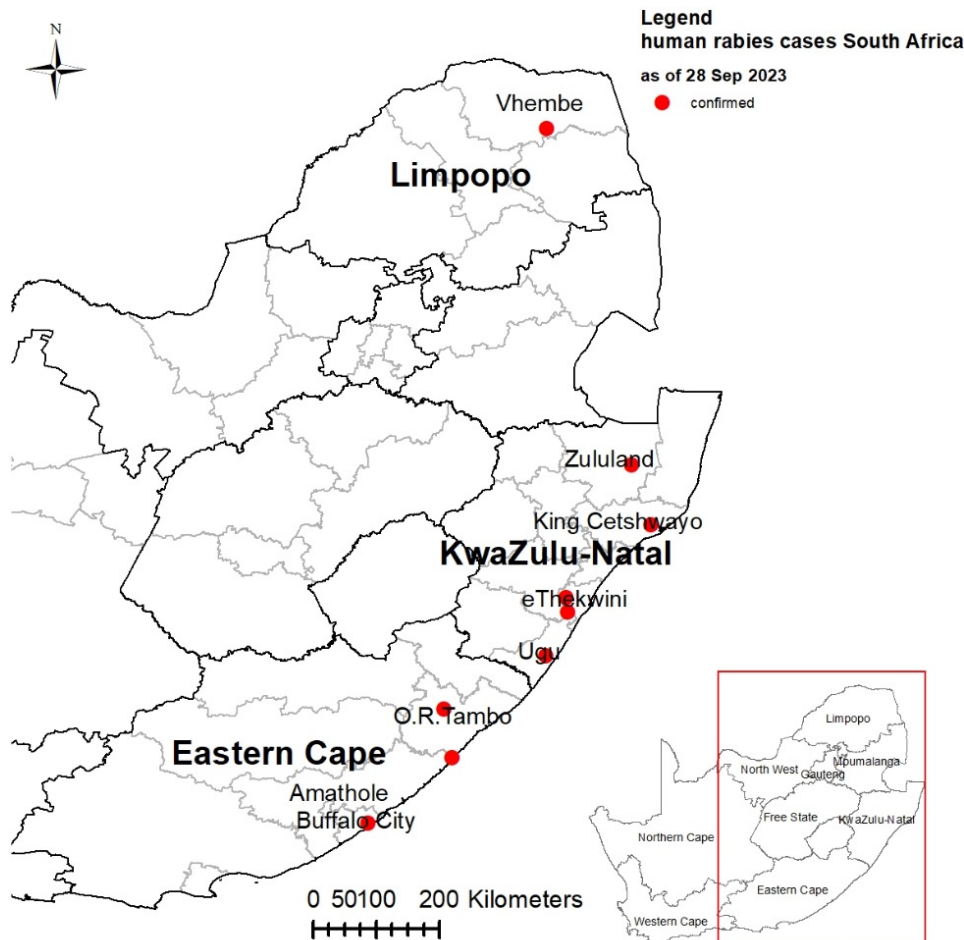 N
Legend
human rabies cases South Africa
as of 28 Sep 2023
confirmed
Vhembe
Limpopo
Zululand
King Cetshwayo
KwaZulu-Natal
eThekwini
Ugu
O.R.Tambo
Eastern Cape
Amathole
Buffalo City
0 50100 200 Kilometers
Limpopo
Mpumalanga
North West
Gauteng
Free State
KwaZulu-Natal
Northern Cape
Eastern Cape
Western Cape